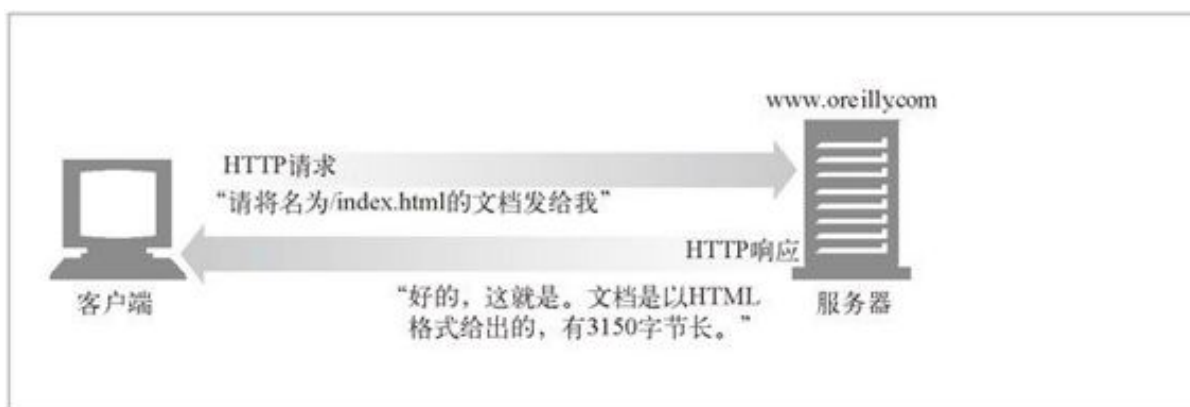 www.oreillycom
HTTP请求
“请将名为/index.html的文档发给我”
HTTP响应
客户端
“好的，这就是。文档是以HTML
格式给出的，有3150字节长。”
服务器